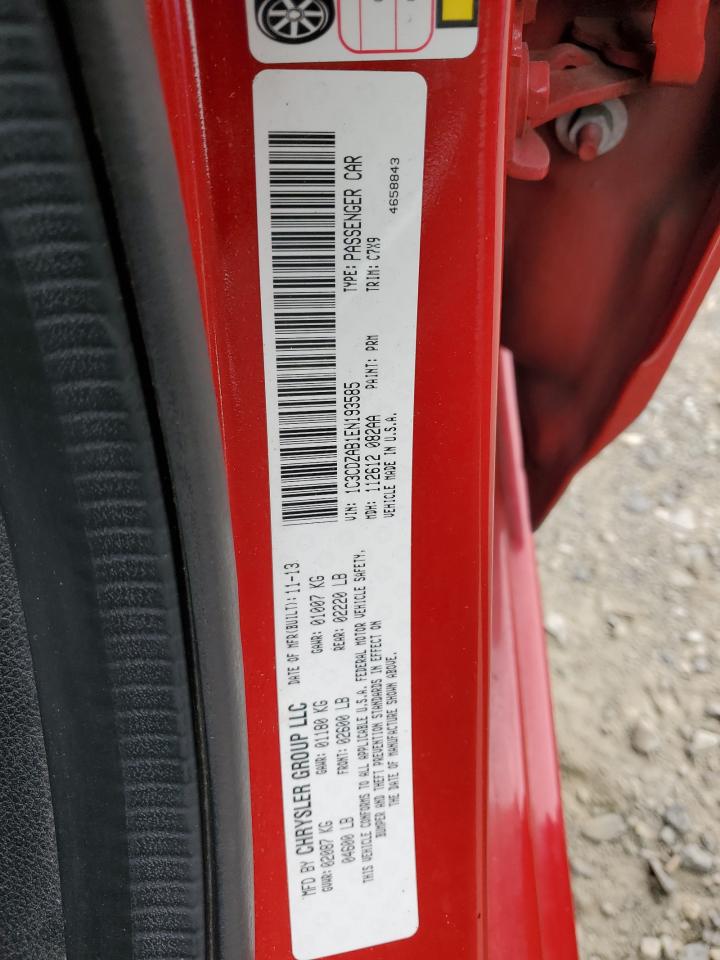 MFD BY CHRYSLER GROUP LLC DATE OF MFR(BUILT): 11-13
GVWR: 02087 KG GAWR: 01180 KG GAWR: 01007 KG
04600 LB FRONT: 02600 LB REAR: 02220 LB
THIS VEHICLE CONFORMS TO ALL APPLICABLE U.S.A. FEDERAL MOTOR VEHICLE SAFETY,
BUMPER AND THEFT PREVENTION STANDARDS IN EFFECT ON
THE DATE OF MANUFACTURE SHOWN ABOVE.
VIN: 1C3CDZAB1EN193585 TYPE: PASSENGER CAR
MDH: 112612 082AA PAINT: PRM TRIM: C7X9
VEHICLE MADE IN U.S.A. 4658843